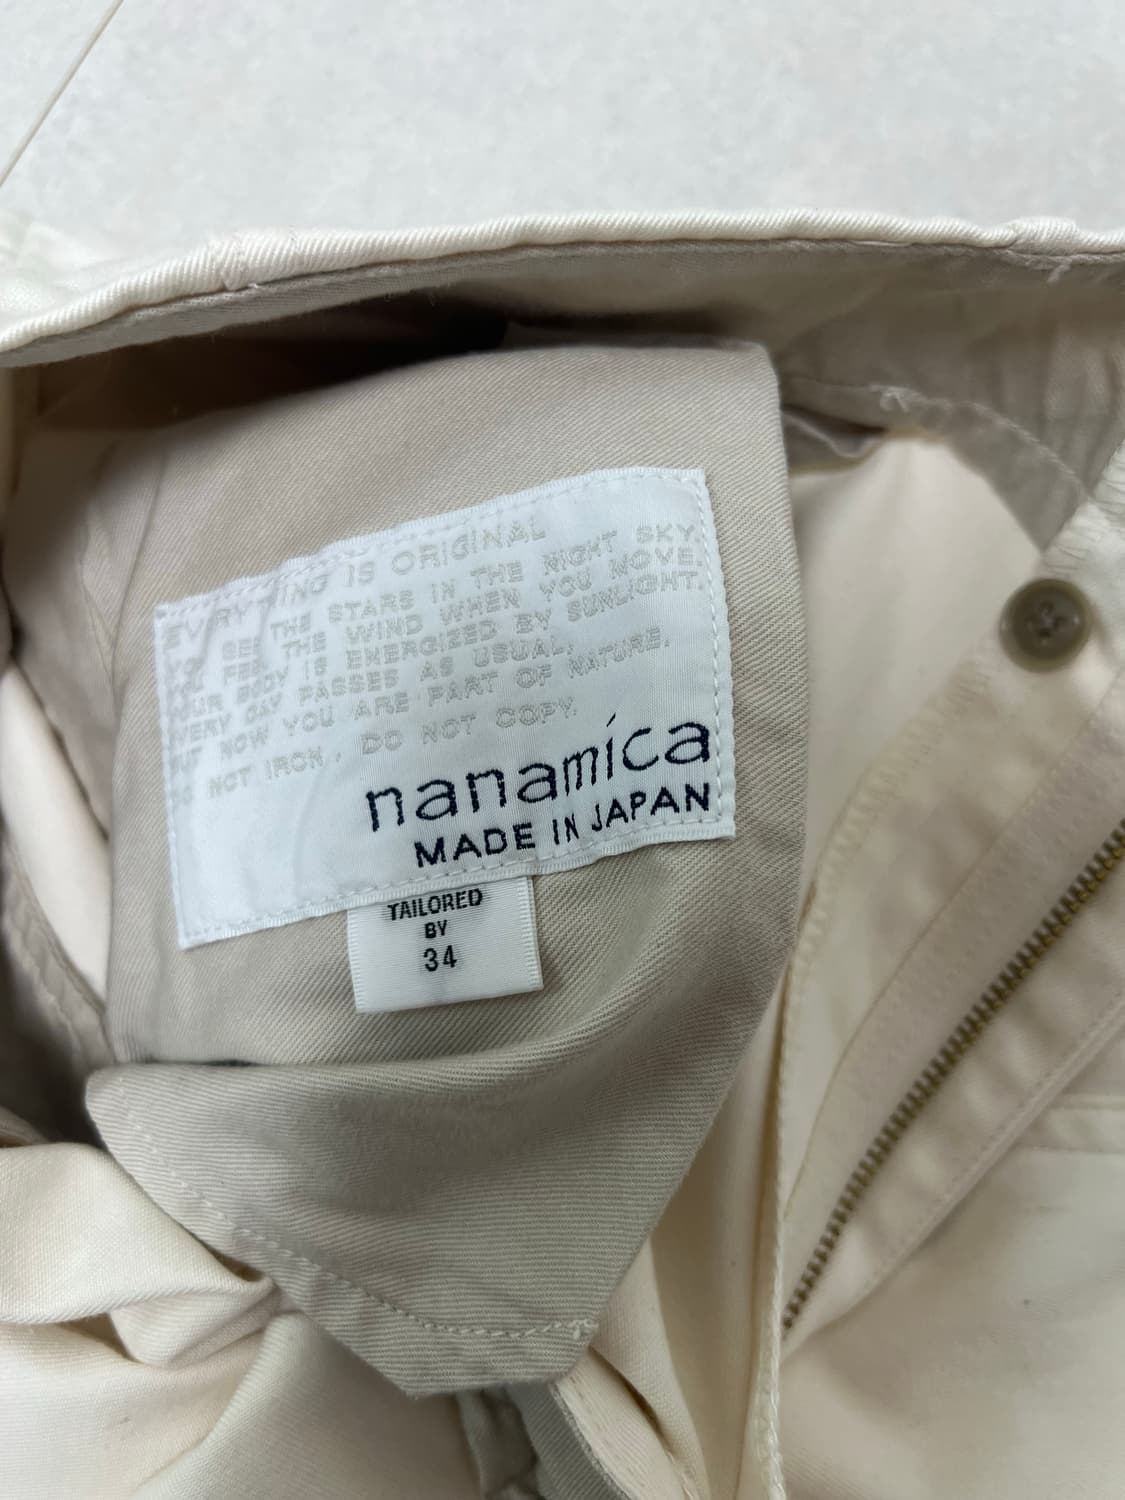 EVERYTHING IS ORIGINAL
TO SEE THE STARS IN THE NIGHT SKY.
TO FEEL THE WIND WHEN YOU MOVE.
YOUR BODY IS ENERGIZED BY SUNLIGHT.
EVERY DAY PASSES AS USUAL,
BUT NOW YOU ARE PART OF NATURE.
DO NOT IRON, DO NOT COPY.
nanamica
MADE IN JAPAN
TAILORED
BY
34